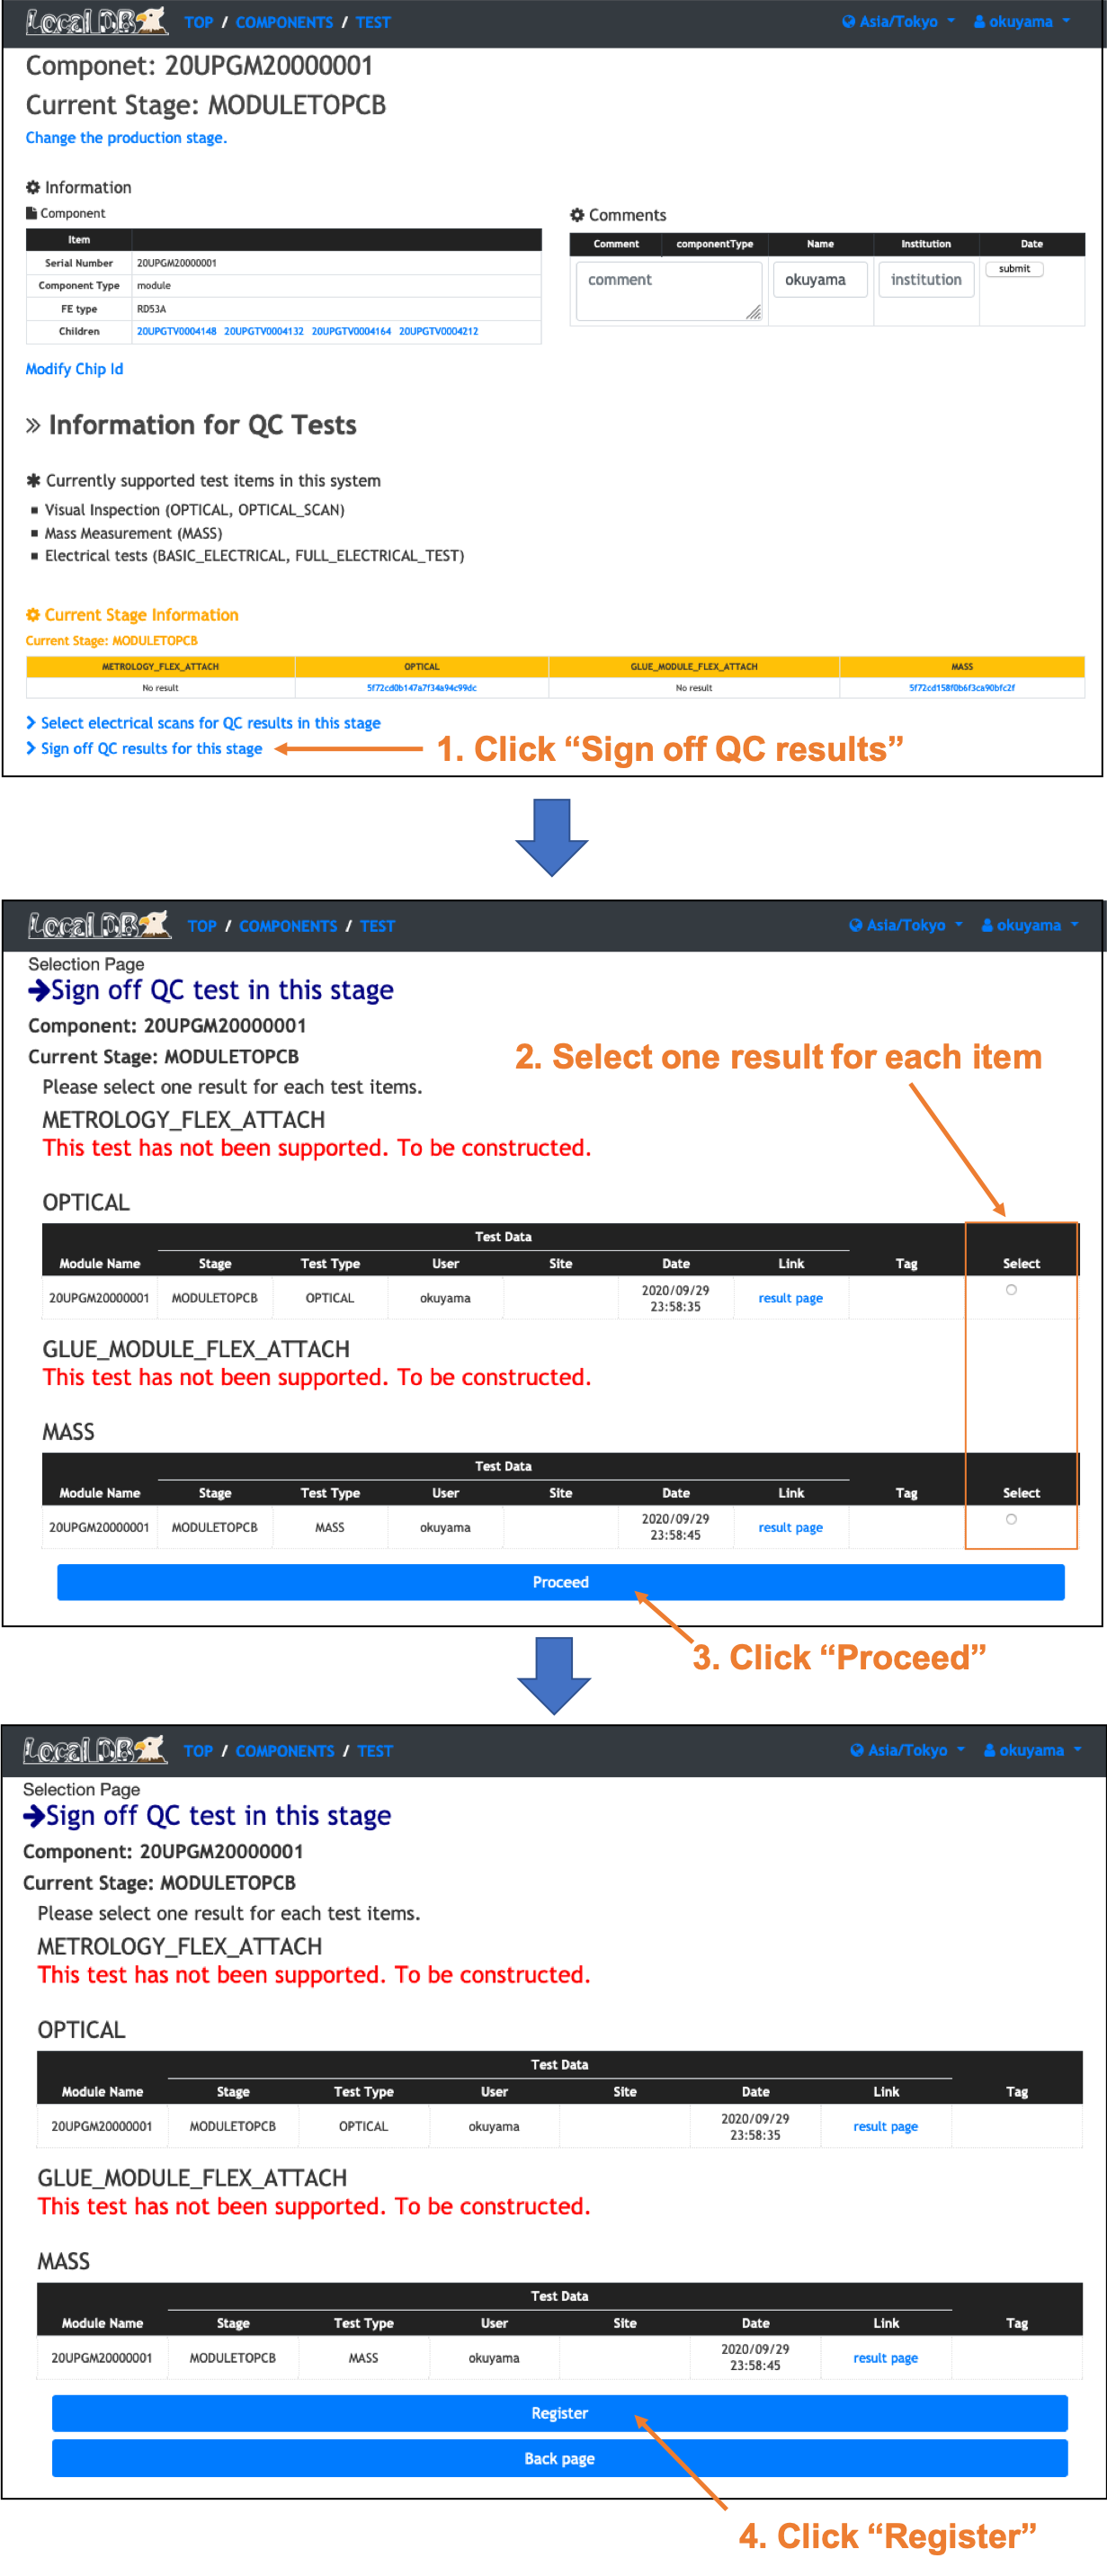 Local DB TOP / COMPONENTS / TEST Asia/Tokyo okuyama
Componet: 20UPGM20000001
Current Stage: MODULETOPCB
Change the production stage.
Information
Component
Item
Serial Number 20UPGM20000001
Component Type module
FE type RD53A
Children 20UPGTV0004148 20UPGTV0004132 20UPGTV0004164 20UPGTV0004212
Modify Chip Id
Comments
Comment componentType Name Institution Date
comment okuyama institution submit
» Information for QC Tests
✱ Currently supported test items in this system
▪ Visual Inspection (OPTICAL, OPTICAL_SCAN)
▪ Mass Measurement (MASS)
▪ Electrical tests (BASIC_ELECTRICAL, FULL_ELECTRICAL_TEST)
Current Stage Information
Current Stage: MODULETOPCB
METROLOGY_FLEX_ATTACH OPTICAL GLUE_MODULE_FLEX_ATTACH MASS
No result 5f72cd0b147a7f34a94c99dc No result 5f72cd158f0b6f3ca90bfc2f
Select electrical scans for QC results in this stage
Sign off QC results for this stage
1. Click “Sign off QC results”
Local DB TOP / COMPONENTS / TEST Asia/Tokyo okuyama
Selection Page
Sign off QC test in this stage
Component: 20UPGM20000001
Current Stage: MODULETOPCB
2. Select one result for each item
Please select one result for each test items.
METROLOGY_FLEX_ATTACH
This test has not been supported. To be constructed.
OPTICAL
Test Data
Module Name Stage Test Type User Site Date Link Tag Select
20UPGM20000001 MODULETOPCB OPTICAL okuyama 2020/09/29 23:58:35 result page
GLUE_MODULE_FLEX_ATTACH
This test has not been supported. To be constructed.
MASS
Test Data
Module Name Stage Test Type User Site Date Link Tag Select
20UPGM20000001 MODULETOPCB MASS okuyama 2020/09/29 23:58:45 result page
Proceed
3. Click “Proceed”
Local DB TOP / COMPONENTS / TEST Asia/Tokyo okuyama
Selection Page
Sign off QC test in this stage
Component: 20UPGM20000001
Current Stage: MODULETOPCB
Please select one result for each test items.
METROLOGY_FLEX_ATTACH
This test has not been supported. To be constructed.
OPTICAL
Test Data
Module Name Stage Test Type User Site Date Link Tag
20UPGM20000001 MODULETOPCB OPTICAL okuyama 2020/09/29 23:58:35 result page
GLUE_MODULE_FLEX_ATTACH
This test has not been supported. To be constructed.
MASS
Test Data
Module Name Stage Test Type User Site Date Link Tag
20UPGM20000001 MODULETOPCB MASS okuyama 2020/09/29 23:58:45 result page
Register
Back page
4. Click “Register”